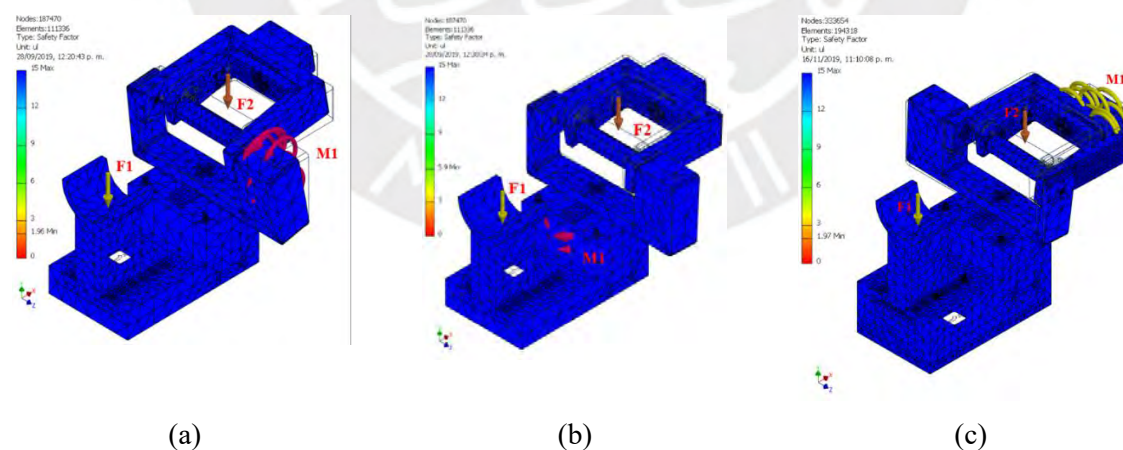 Nodes:187470
Elements:111336
Type: Safety Factor
Unit: ul
28/09/2019, 12:20:43 p. m.
15 Max
12
9
6
3
1.96 Min
0
F1
F2
M1
(a)
Nodes:187470
Elements:111336
Type: Safety Factor
Unit: ul
15 Max
12
9
5.9 Min
3
0
F1
F2
M1
(b)
Nodes:333654
Elements:194318
Type: Safety Factor
Unit: ul
16/11/2019, 11:10:08 p. m.
15 Max
12
9
6
3
1.97 Min
0
F1
F2
M1
(c)